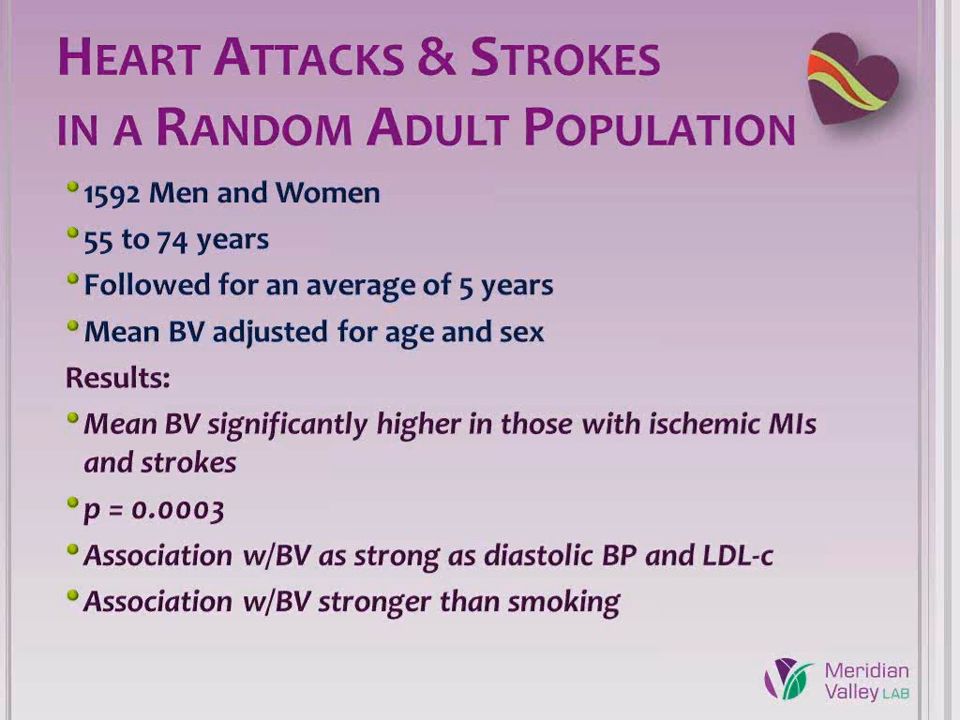 HEART ATTACKS & STROKES
IN A RANDOM ADULT POPULATION
1592 Men and Women
55 to 74 years
Followed for an average of 5 years
Mean BV adjusted for age and sex
Results:
Mean BV significantly higher in those with ischemic MIs
and strokes
p = 0.0003
Association w/BV as strong as diastolic BP and LDL-c
Association w/BV stronger than smoking
Meridian
Valley LAB